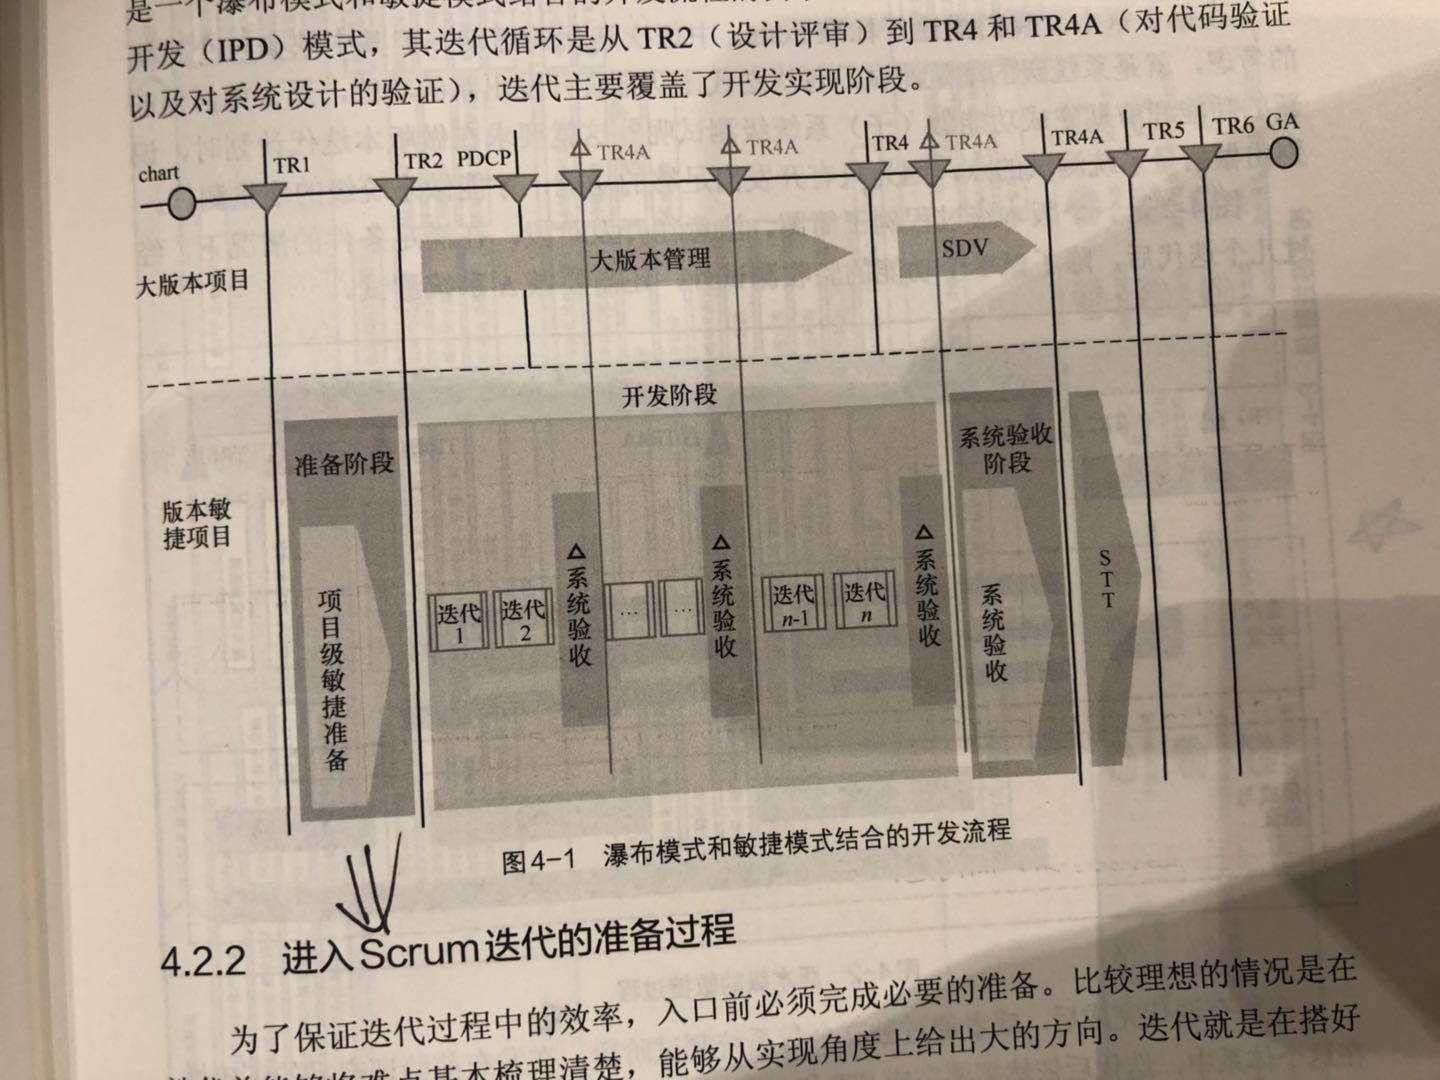 是一个瀑布模式和敏捷模式结合的开发流程
开发（IPD）模式，其迭代循环是从 TR2（设计评审）到 TR4 和 TR4A（对代码验证
以及对系统设计的验证），迭代主要覆盖了开发实现阶段。
chart TR1 TR2 PDCP TR4A TR4A TR4 TR4A TR4A TR5 TR6 GA
大版本项目 大版本管理 SDV
开发阶段
准备阶段
系统验收
阶段
版本敏
捷项目
项目级敏捷准备
迭代
1
迭代
2
系统验收
…
…
系统验收
迭代
n-1
迭代
n
系统验收
系统验收
STT
图4-1 瀑布模式和敏捷模式结合的开发流程
4.2.2 进入Scrum迭代的准备过程
为了保证迭代过程中的效率，入口前必须完成必要的准备。比较理想的情况是在
基本梳理清楚，能够从实现角度上给出大的方向。迭代就是在搭好